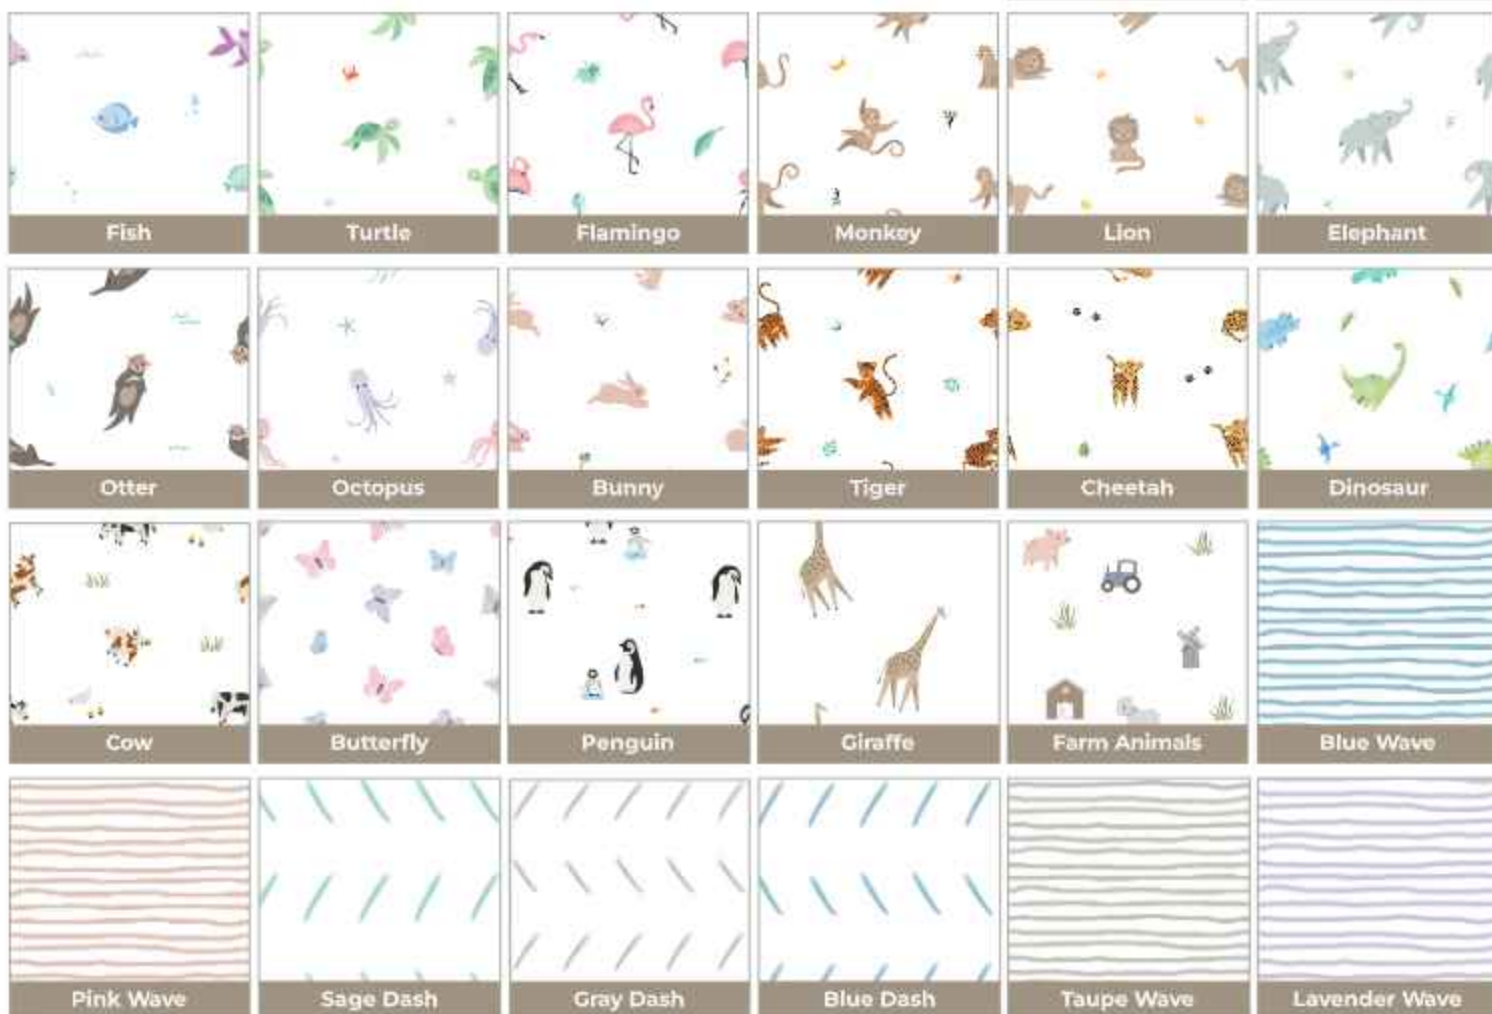 Fish
Turtle
Flamingo
Monkey
Lion
Elephant
Otter
Octopus
Bunny
Tiger
Cheetah
Dinosaur
Cow
Butterfly
Penguin
Giraffe
Farm Animals
Blue Wave
Pink Wave
Sage Dash
Gray Dash
Blue Dash
Taupe Wave
Lavender Wave